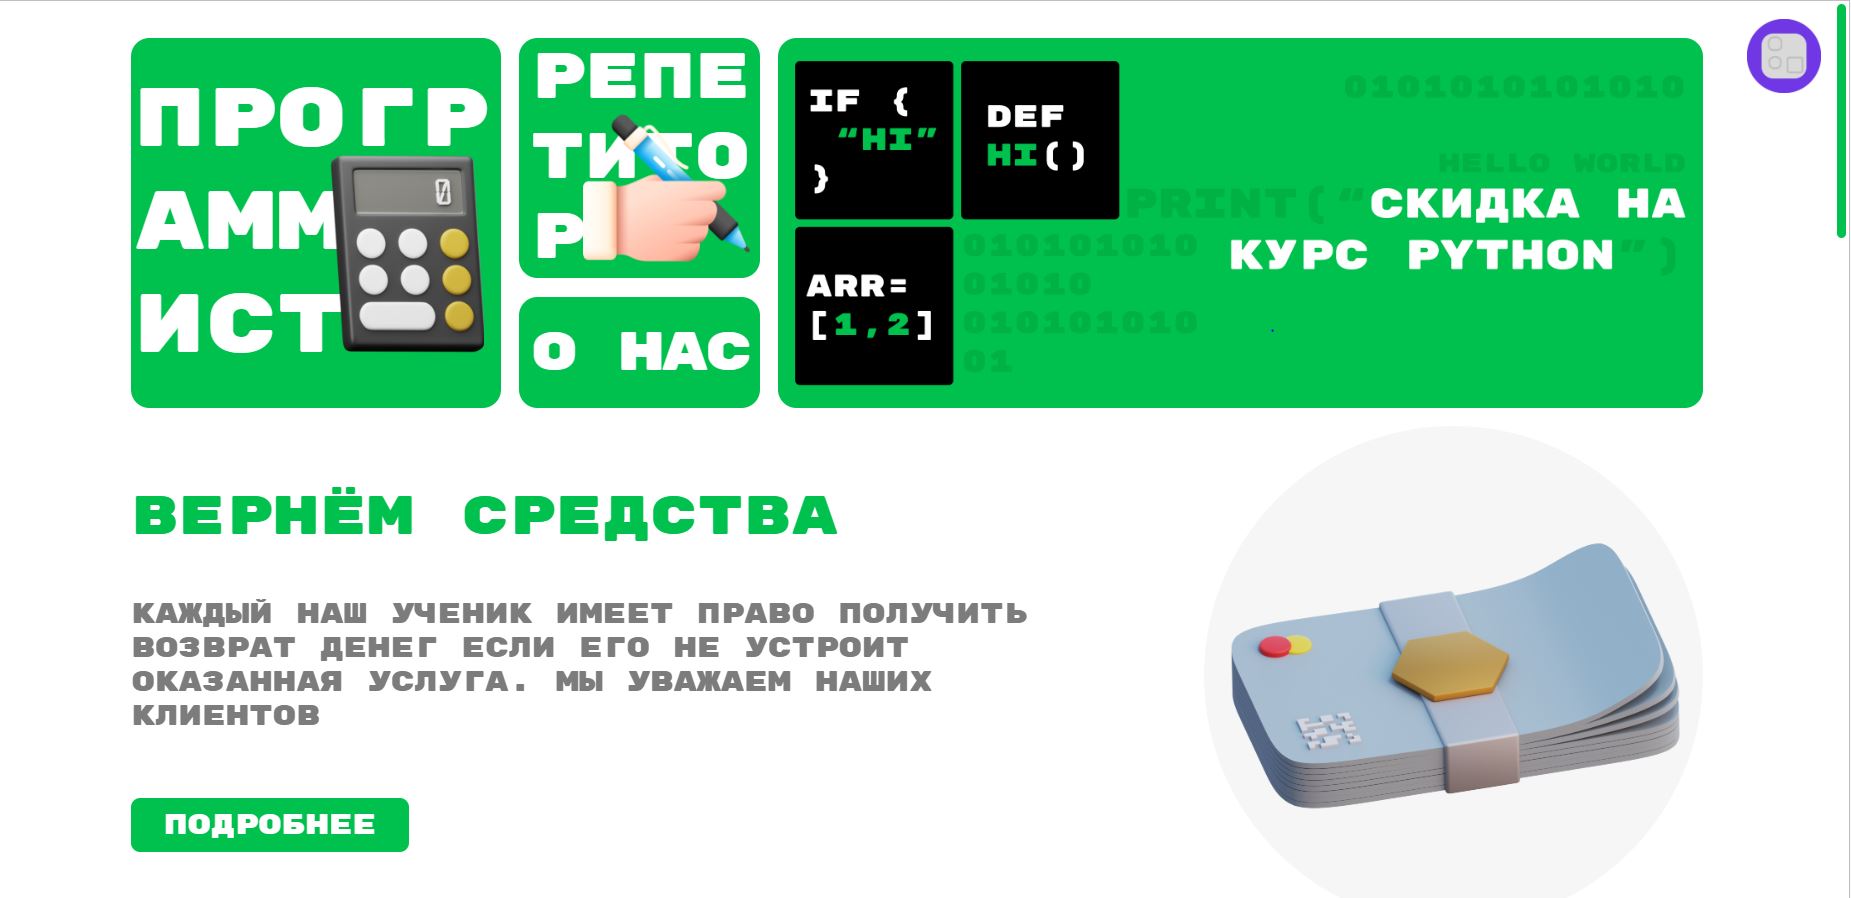 ПРОГР
АММ
ИСТ
РЕПЕ
ТИТО
Р
О НАС
IF {
“HI”
}
DEF
HI()
ARR=
[1,2]
0101010101010
HELLO WORLD
PRINT(“СКИДКА НА
КУРС PYTHON”)
010101010
01010
010101010
01
0
ВЕРНЁМ СРЕДСТВА
КАЖДЫЙ НАШ УЧЕНИК ИМЕЕТ ПРАВО ПОЛУЧИТЬ
ВОЗВРАТ ДЕНЕГ ЕСЛИ ЕГО НЕ УСТРОИТ
ОКАЗАННАЯ УСЛУГА. МЫ УВАЖАЕМ НАШИХ
КЛИЕНТОВ
ПОДРОБНЕЕ